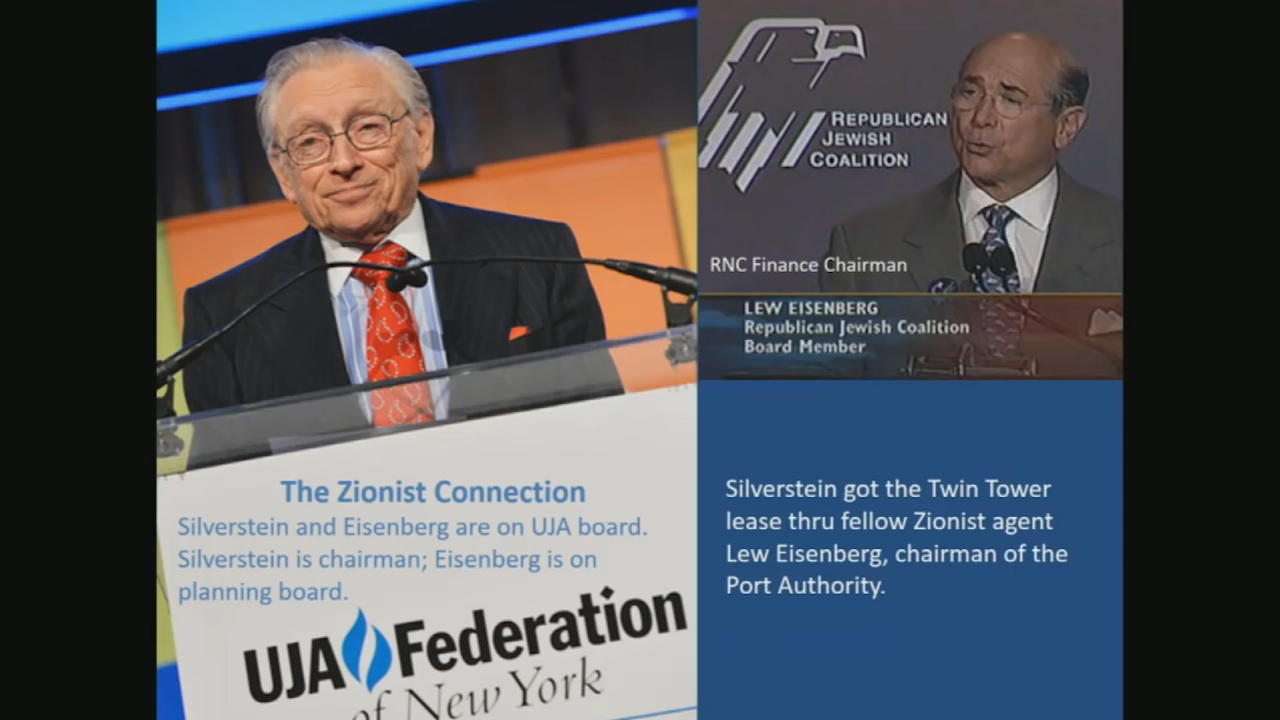 REPUBLICAN
JEWISH
COALITION
RNC Finance Chairman
LEW EISENBERG
Republican Jewish Coalition
Board Member
The Zionist Connection
Silverstein and Eisenberg are on UJA board.
Silverstein is chairman; Eisenberg is on
planning board.
UJA Federation
of New York
Silverstein got the Twin Tower
lease thru fellow Zionist agent
Lew Eisenberg, chairman of the
Port Authority.